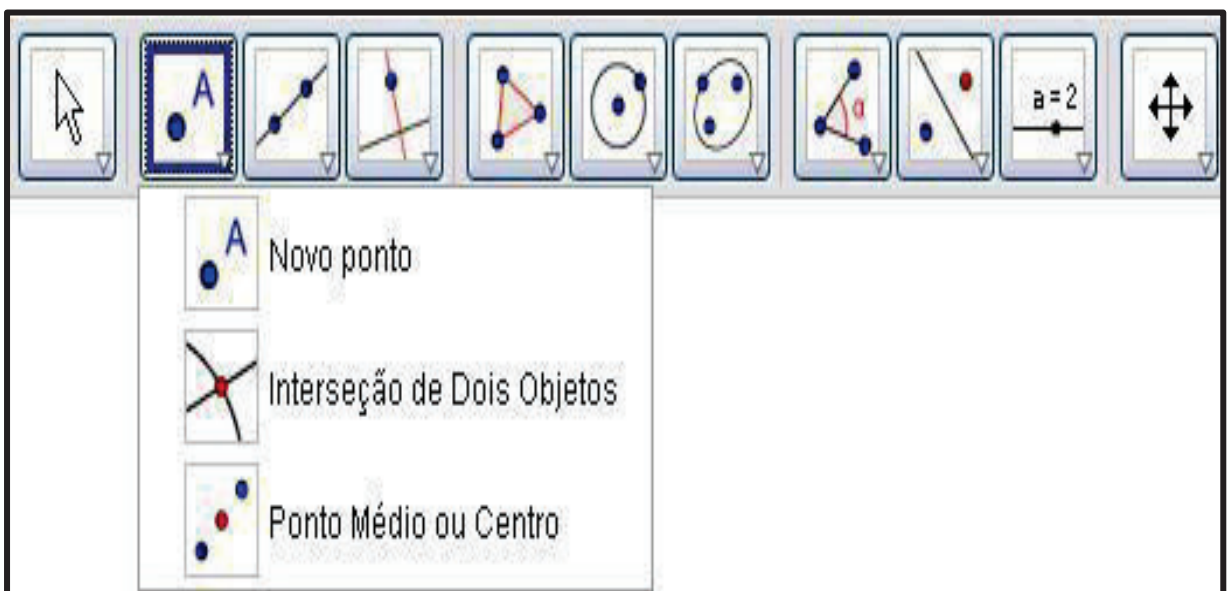 A
α
a = 2
A
Novo ponto
Interseção de Dois Objetos
Ponto Médio ou Centro